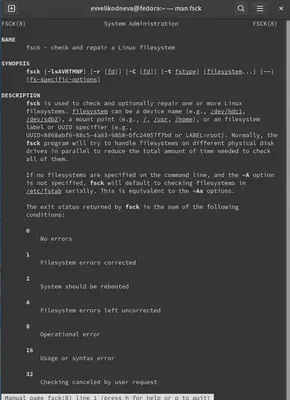 evvelikodneva@fedora:~ — man fsck
FSCK(8) System Administration FSCK(8)
NAME
fsck - check and repair a Linux filesystem
SYNOPSIS
fsck [-lsAVRTMNP] [-r [fd]] [-C [fd]] [-t fstype] [filesystem...] [--]
[fs-specific-options]
DESCRIPTION
fsck is used to check and optionally repair one or more Linux
filesystems. filesystem can be a device name (e.g., /dev/hdc1,
/dev/sdb2), a mount point (e.g., /, /usr, /home), or an filesystem
label or UUID specifier (e.g.,
UUID=8868abf6-88c5-4a83-98b8-bfc24057f7bd or LABEL=root). Normally, the
fsck program will try to handle filesystems on different physical disk
drives in parallel to reduce the total amount of time needed to check
all of them.
If no filesystems are specified on the command line, and the -A option
is not specified, fsck will default to checking filesystems in
/etc/fstab serially. This is equivalent to the -As options.
The exit status returned by fsck is the sum of the following
conditions:
0
No errors
1
Filesystem errors corrected
2
System should be rebooted
4
Filesystem errors left uncorrected
8
Operational error
16
Usage or syntax error
32
Checking canceled by user request
Manual page fsck(8) line 1 (press h for help or q to quit)